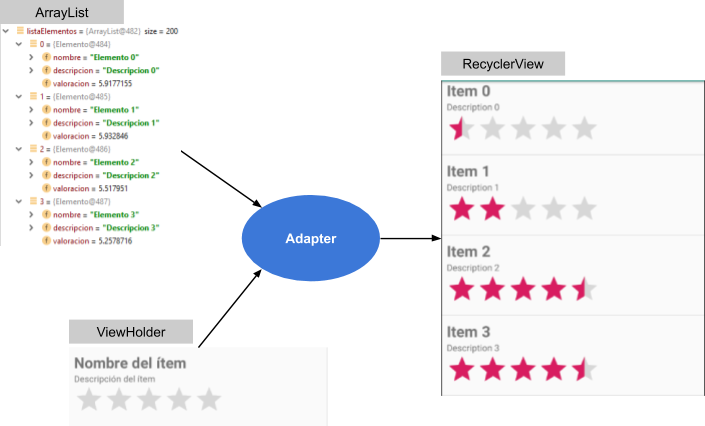 ArrayList
listaElementos = {ArrayList@482} size = 200
0 = {Elemento@484}
nombre = "Elemento 0"
descripcion = "Descripcion 0"
valoracion = 5.9177155
1 = {Elemento@485}
nombre = "Elemento 1"
descripcion = "Descripcion 1"
valoracion = 5.932846
2 = {Elemento@486}
nombre = "Elemento 2"
descripcion = "Descripcion 2"
valoracion = 5.517951
3 = {Elemento@487}
nombre = "Elemento 3"
descripcion = "Descripcion 3"
valoracion = 5.2578716
Adapter
ViewHolder
Nombre del ítem
Descripción del ítem
RecyclerView
Item 0
Description 0
Item 1
Description 1
Item 2
Description 2
Item 3
Description 3